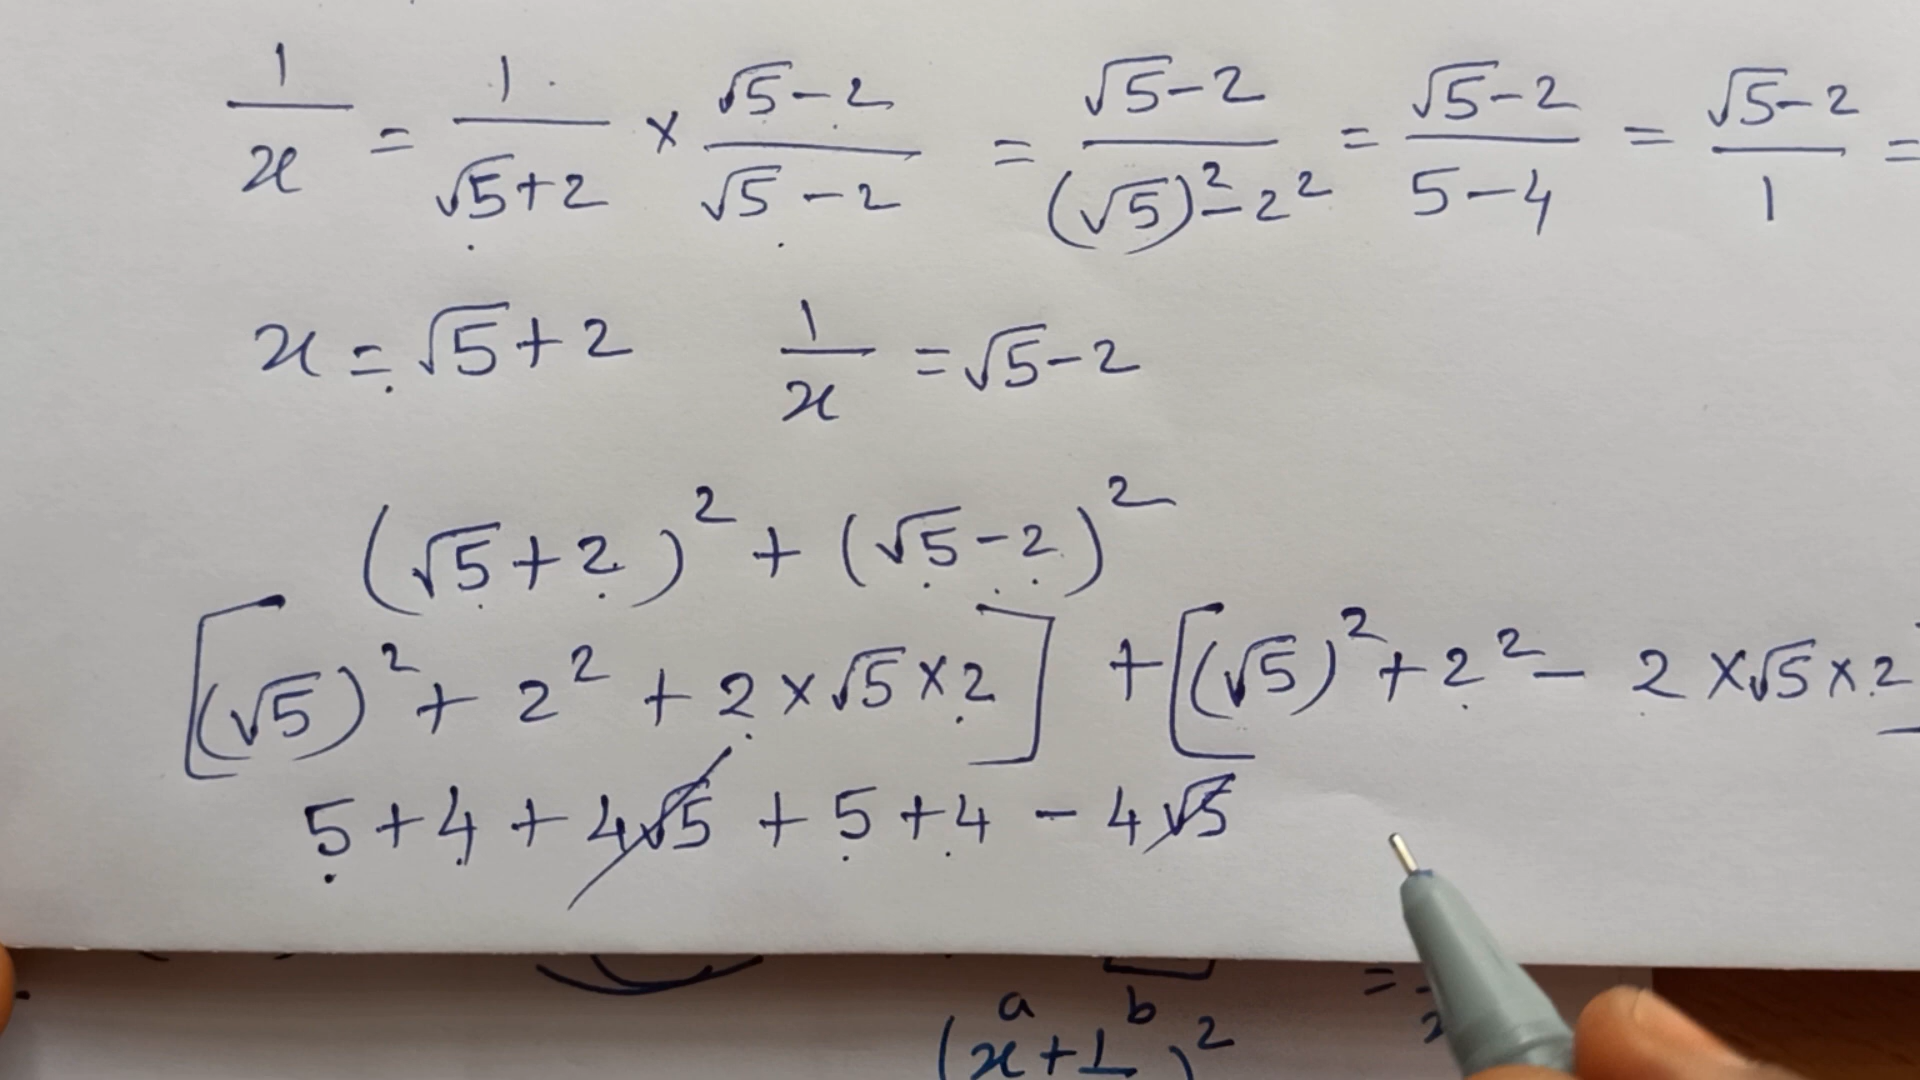 1/x = 1/(√5+2) × (√5-2)/(√5-2) = (√5-2)/((√5)²-2²) = (√5-2)/(5-4) = (√5-2)/1 =
x = √5+2 1/x = √5-2
(√5+2)² + (√5-2)²
[(√5)² + 2² + 2×√5×2] + [(√5)² + 2² - 2×√5×2
5+4+4√5+5+4-4√5
a b
(x+1 )²